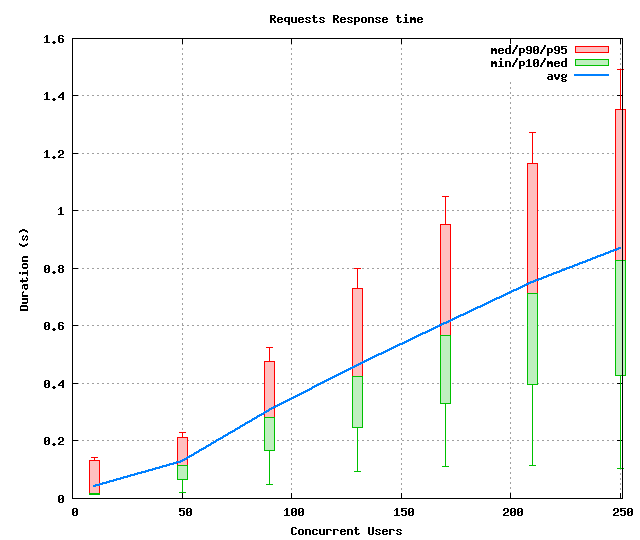 Requests Response time
med/p90/p95
min/p10/med
avg
1.6
1.4
1.2
1
0.8
0.6
0.4
0.2
0
Duration (s)
0 50 100 150 200 250
Concurrent Users